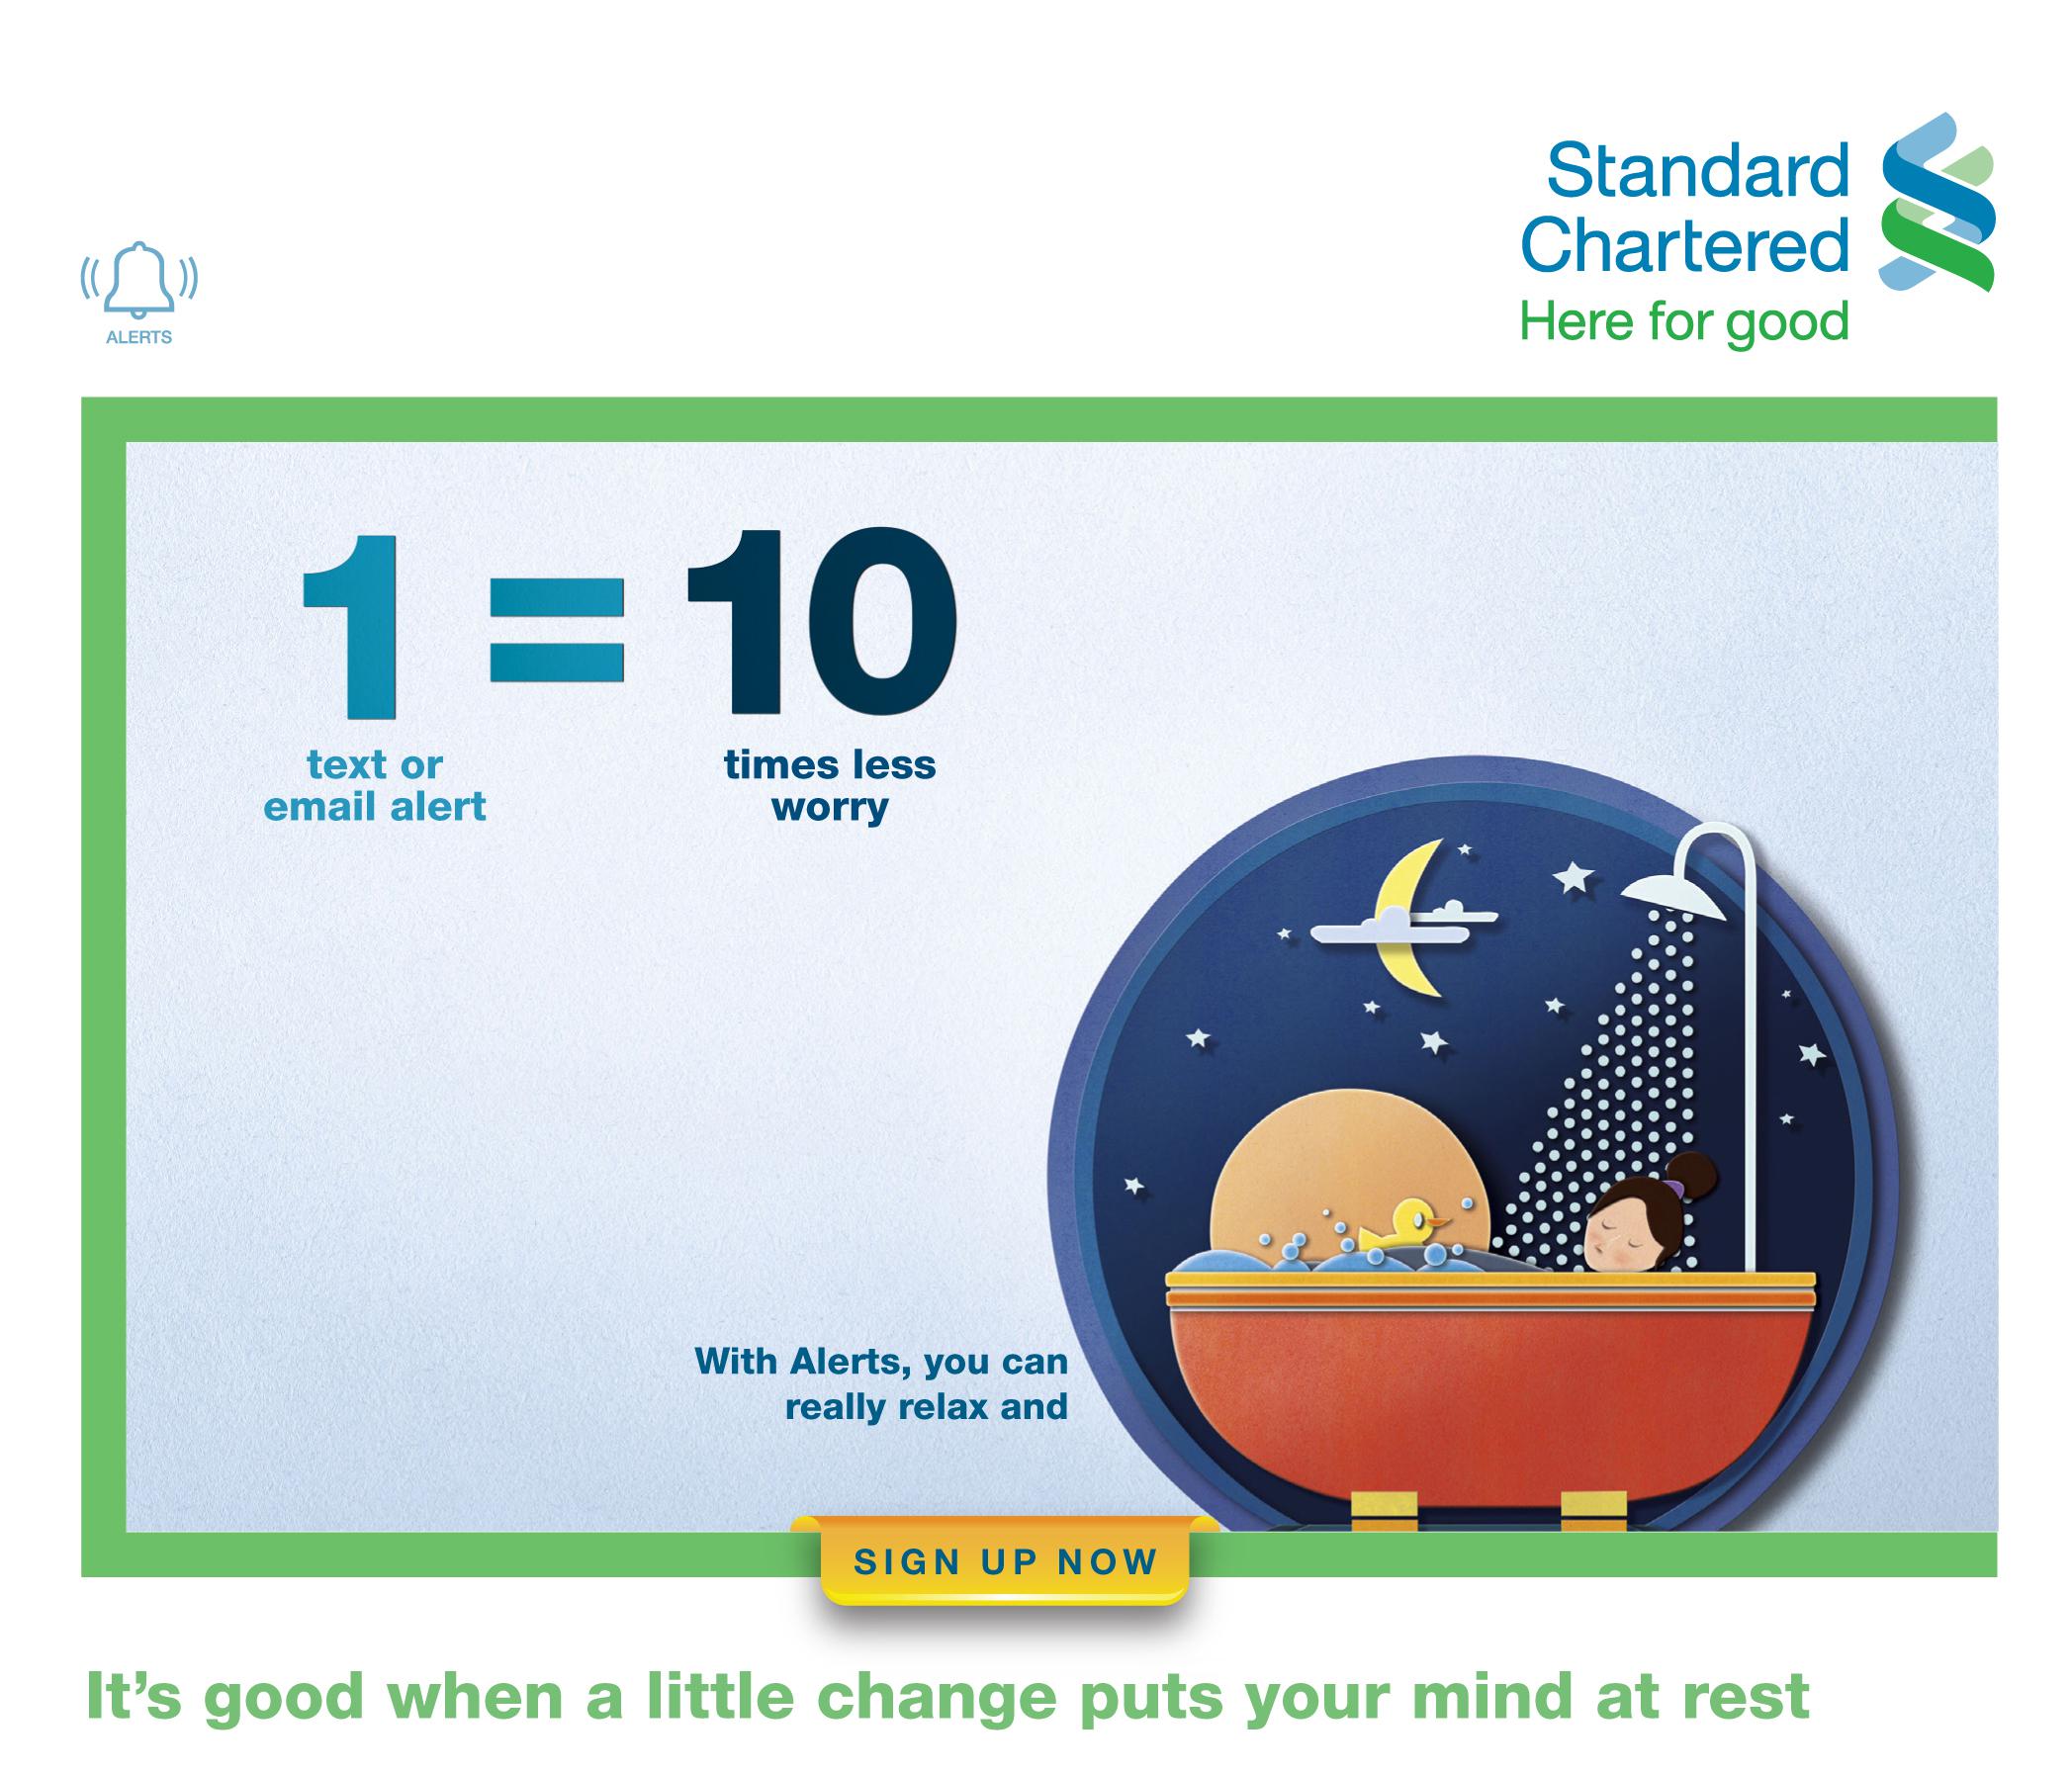 Standard
Chartered
Here for good
ALERTS
1 = 10
text or
email alert
times less
worry
With Alerts, you can
really relax and
SIGN UP NOW
It’s good when a little change puts your mind at rest